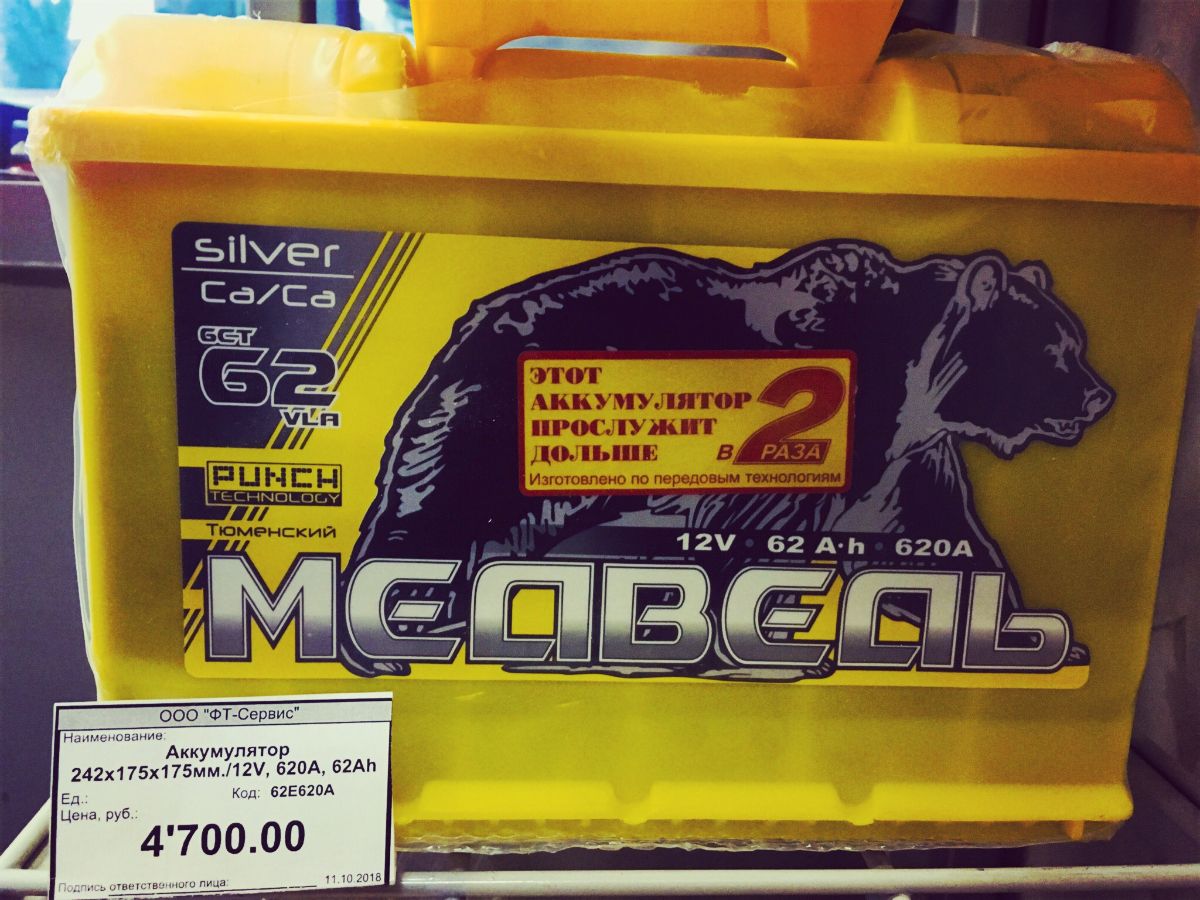 silver
Ca/Ca
6СТ
62
VLA
PUNCH
TECHNOLOGY
Тюменский
МЕДВЕДЬ
12V · 62 A·h · 620A
ЭТОТ
АККУМУЛЯТОР
ПРОСЛУЖИТ
ДОЛЬШЕ
В 2 РАЗА
Изготовлено по передовым технологиям
ООО "ФТ-Сервис"
Наименование:
Аккумулятор
242х175х175мм./12V, 620А, 62Ah
Ед.: Код: 62E620A
Цена, руб.:
4'700.00
Подпись ответственного лица: 11.10.2018